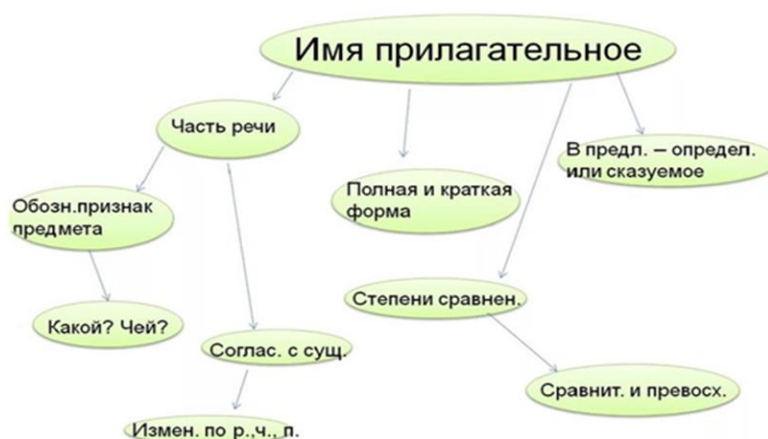 Имя прилагательное
Часть речи
В предл. – определ.
или сказуемое
Полная и краткая
форма
Обозн.признак
предмета
Степени сравнен.
Какой? Чей?
Соглас. с сущ.
Сравнит. и превосх.
Измен. по р.,ч., п.